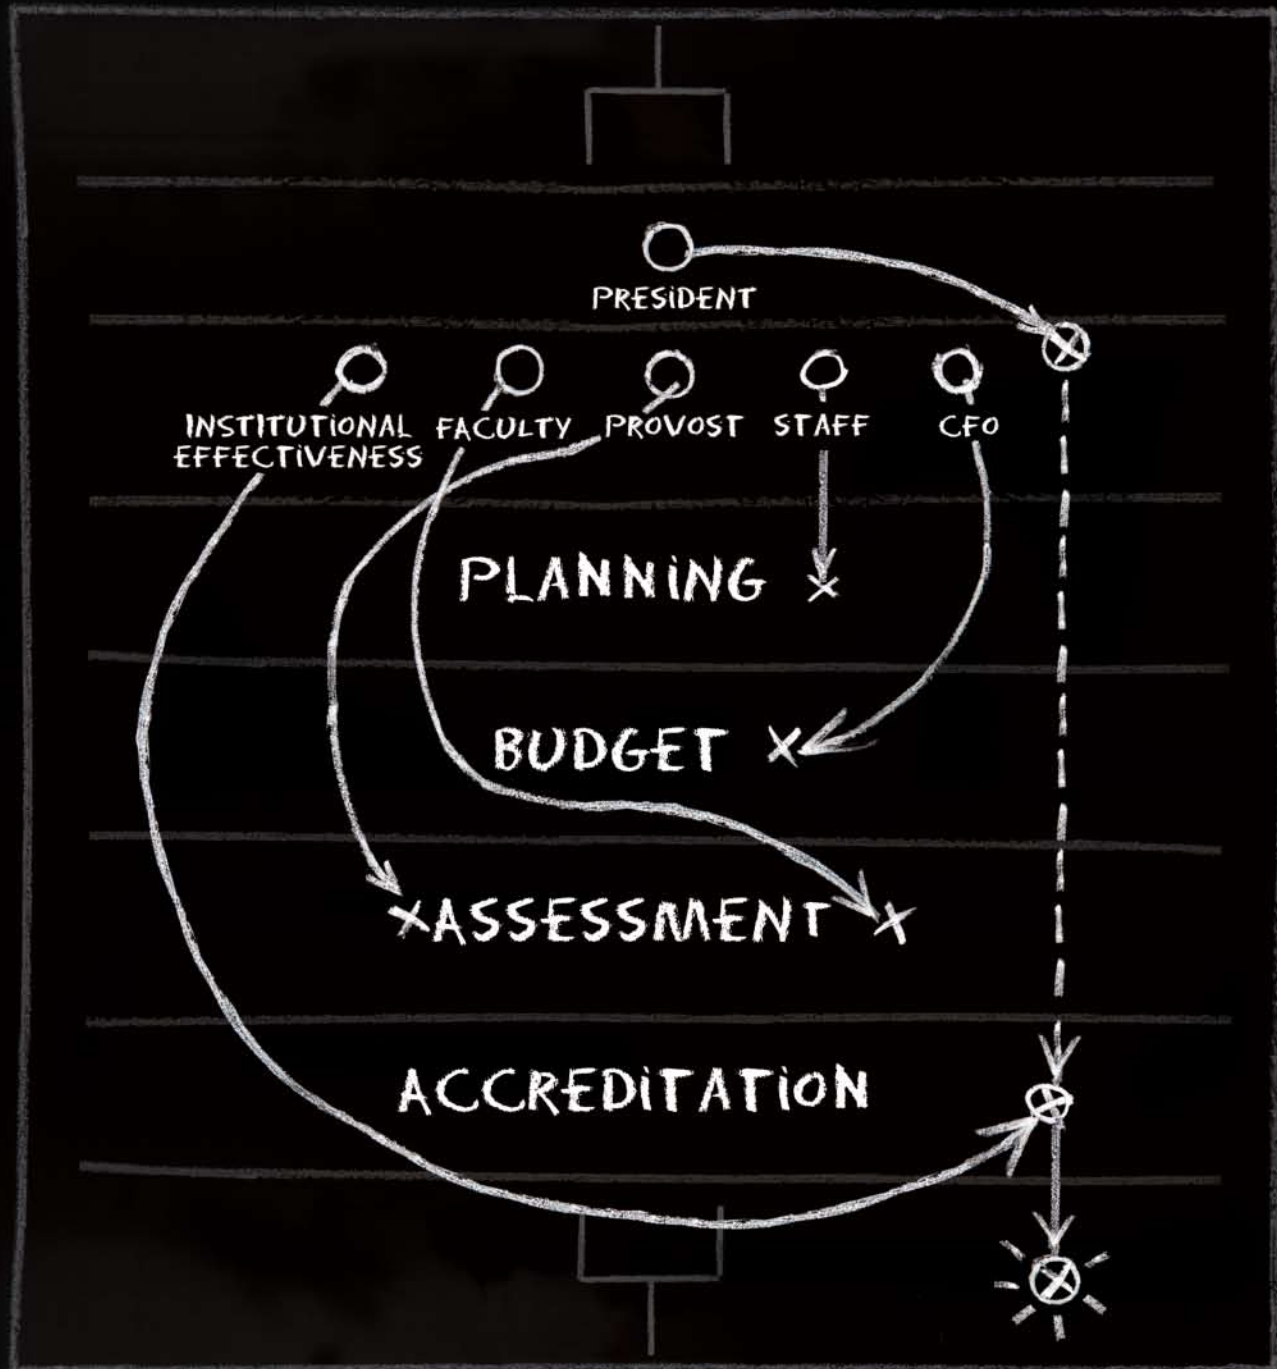 PRESIDENT
INSTITUTIONAL EFFECTIVENESS
FACULTY
PROVOST
STAFF
CFO
PLANNING
BUDGET
ASSESSMENT
ACCREDITATION